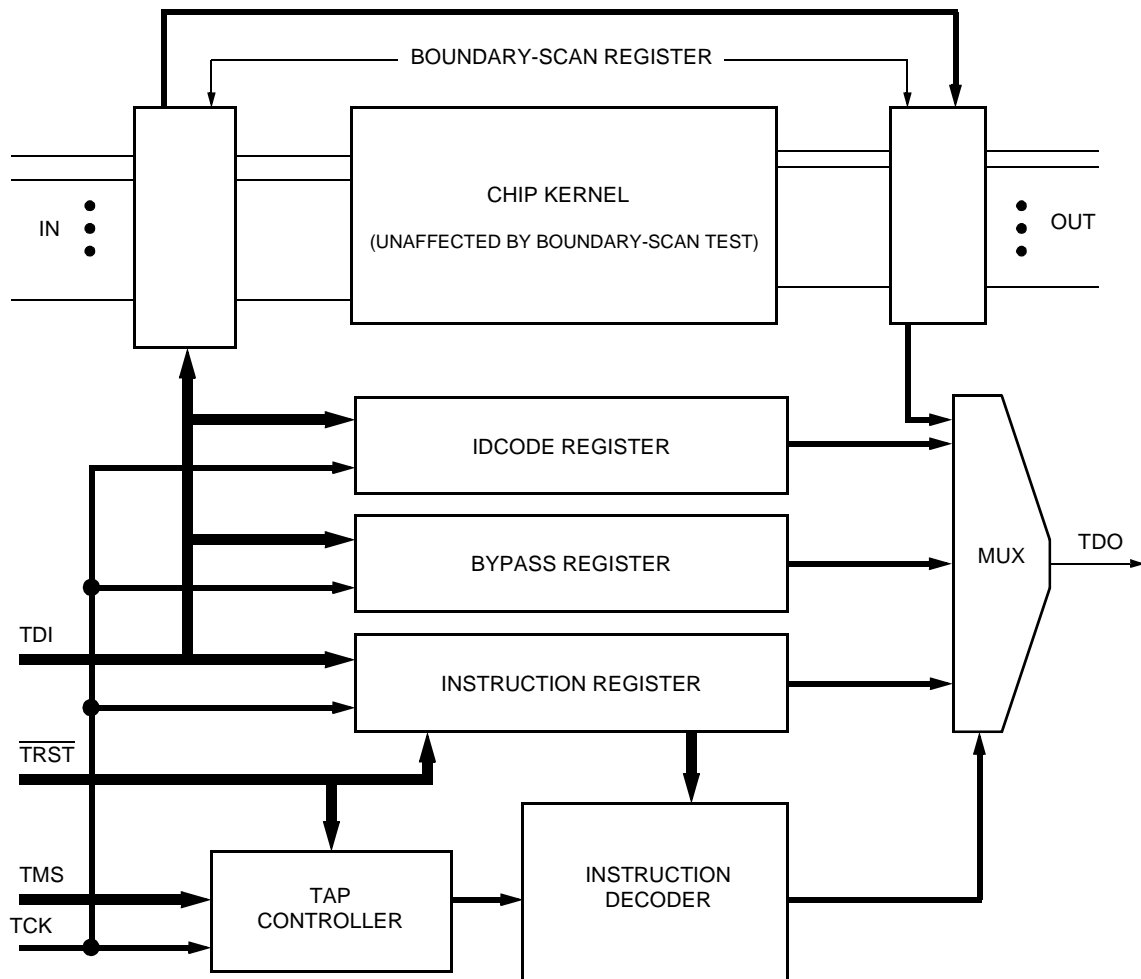 BOUNDARY-SCAN REGISTER
CHIP KERNEL
(UNAFFECTED BY BOUNDARY-SCAN TEST)
IN
OUT
IDCODE REGISTER
BYPASS REGISTER
MUX
TDO
TDI
INSTRUCTION REGISTER
TRST
TMS
TCK
TAP
CONTROLLER
INSTRUCTION
DECODER